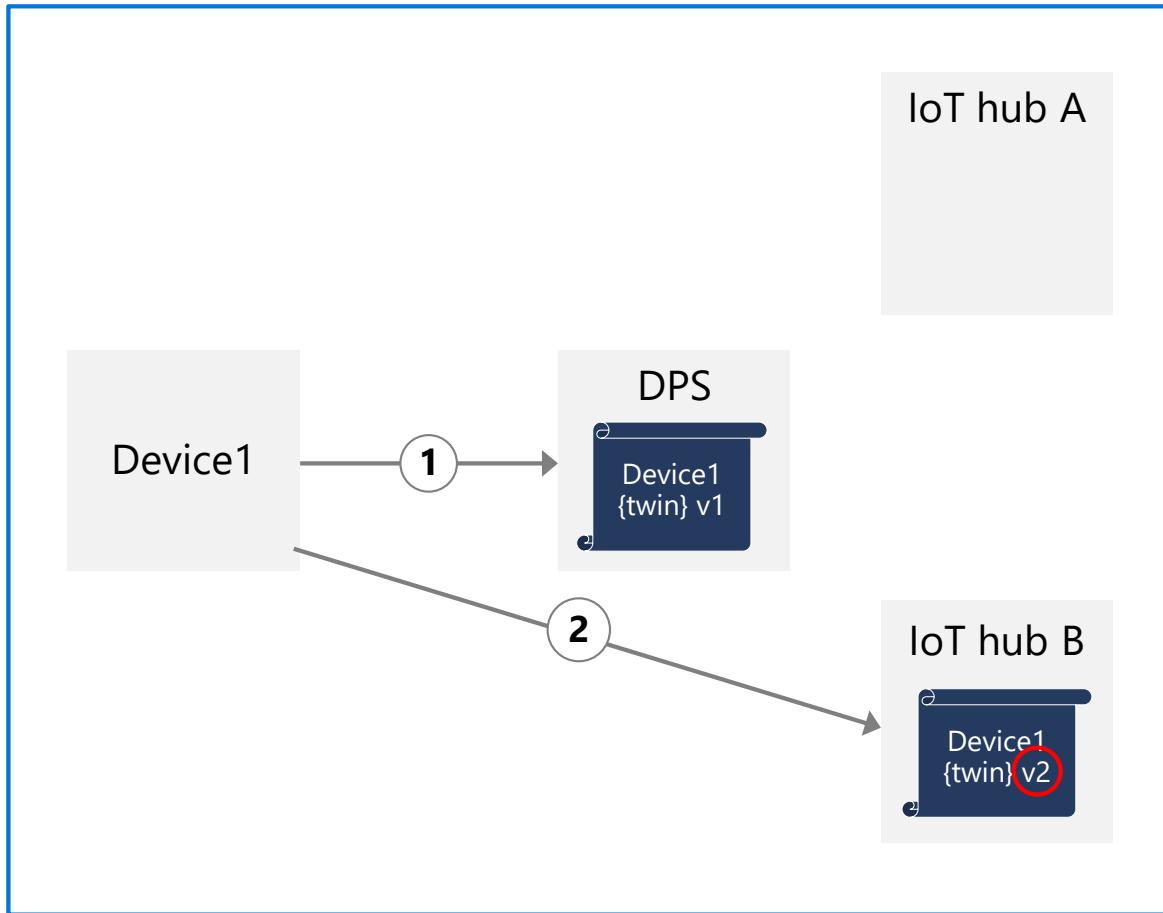 IoT hub A
Device1
1
DPS
Device1
{twin} v1
2
IoT hub B
Device1
{twin} v2